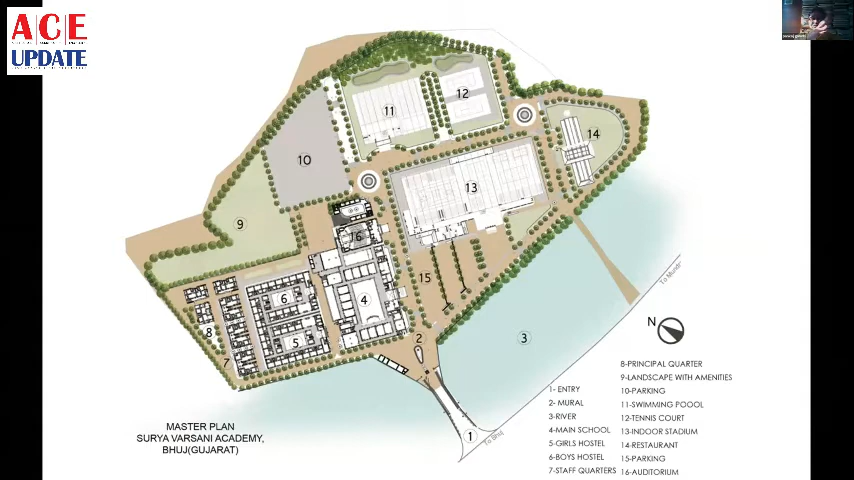 ACE
UPDATE
12
11
14
10
13
9
16
15
6
4
8
5
7
2
3
1
To Mundr
To Bhuj
N
MASTER PLAN
SURYA VARSANI ACADEMY,
BHUJ(GUJARAT)
1- ENTRY
2- MURAL
3-RIVER
4-MAIN SCHOOL
5-GIRLS HOSTEL
6-BOYS HOSTEL
7-STAFF QUARTERS
8-PRINCIPAL QUARTER
9-LANDSCAPE WITH AMENITIES
10-PARKING
11-SWIMMING POOOL
12-TENNIS COURT
13-INDOOR STADIUM
14-RESTAURANT
15-PARKING
16-AUDITORIUM